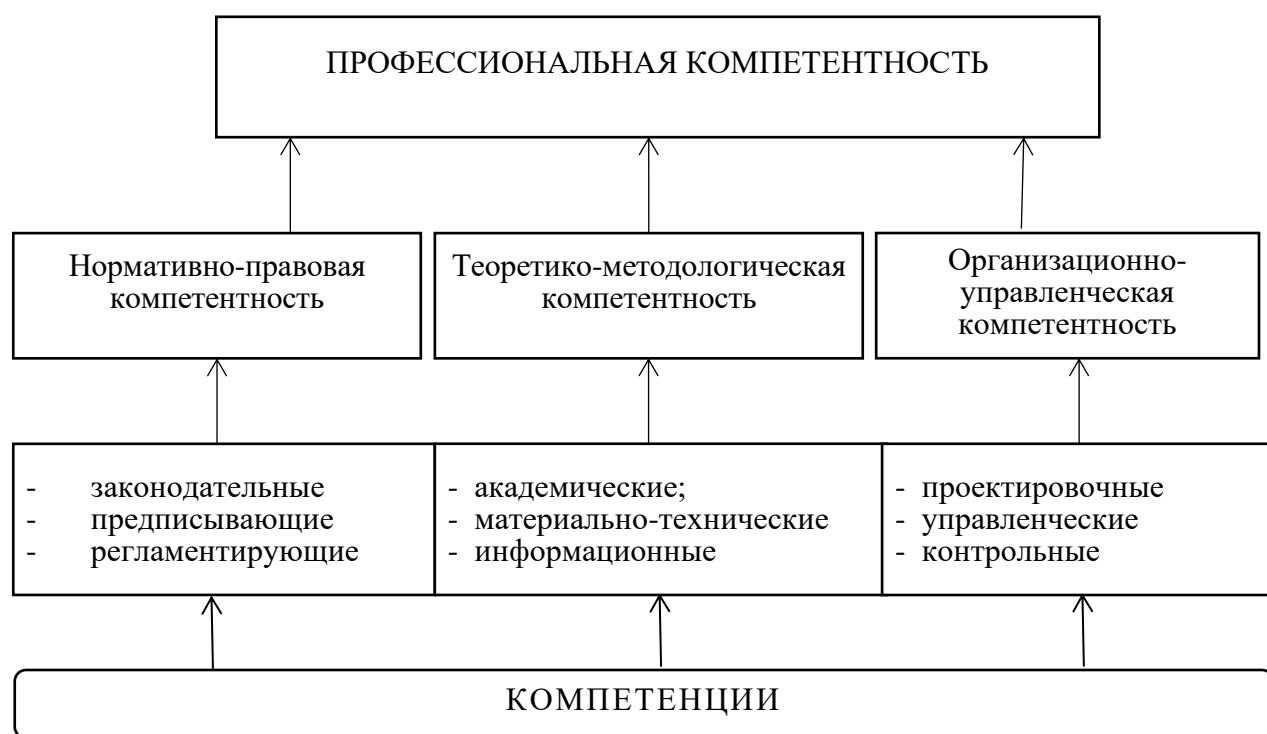 ПРОФЕССИОНАЛЬНАЯ КОМПЕТЕНТНОСТЬ
Нормативно-правовая
компетентность
Теоретико-методологическая
компетентность
Организационно-
управленческая
компетентность
- законодательные
- предписывающие
- регламентирующие
- академические;
- материально-технические
- информационные
- проектировочные
- управленческие
- контрольные
КОМПЕТЕНЦИИ